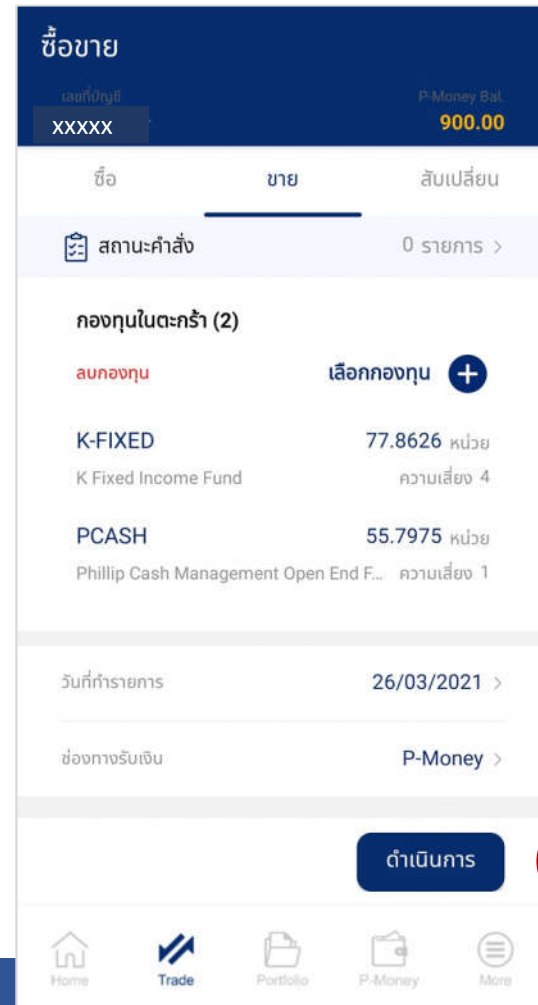 ซื้อขาย
เลขที่บัญชี P-Money Bal.
XXXXX 900.00
ซื้อ ขาย สับเปลี่ยน
สถานะคำสั่ง 0 รายการ >
กองทุนในตะกร้า (2)
ลบกองทุน เลือกกองทุน +
K-FIXED 77.8626 หน่วย
K Fixed Income Fund ความเสี่ยง 4
PCASH 55.7975 หน่วย
Phillip Cash Management Open End F... ความเสี่ยง 1
วันที่ทำรายการ 26/03/2021 >
ช่องทางรับเงิน P-Money >
ดำเนินการ
Home Trade Portfolio P-Money More